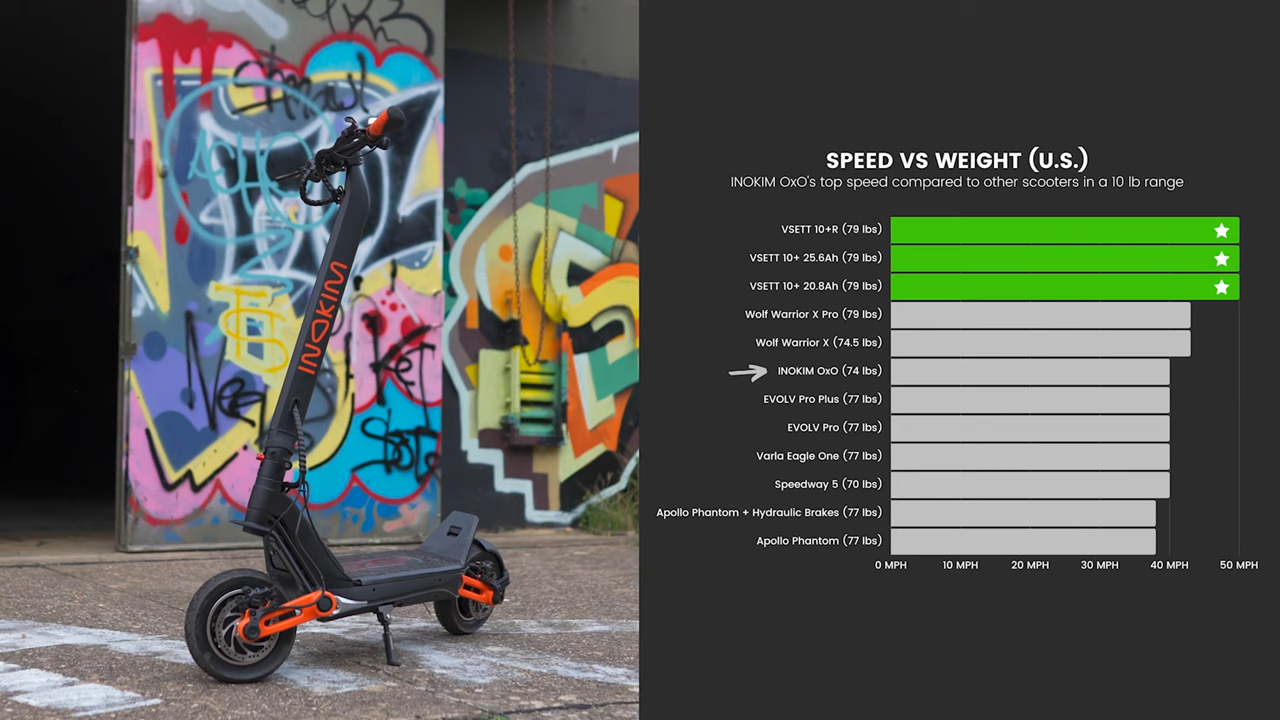 INOKIM
SPEED VS WEIGHT (U.S.)
INOKIM OxO's top speed compared to other scooters in a 10 lb range
VSETT 10+R (79 lbs)
VSETT 10+ 25.6Ah (79 lbs)
VSETT 10+ 20.8Ah (79 lbs)
Wolf Warrior X Pro (79 lbs)
Wolf Warrior X (74.5 lbs)
INOKIM OxO (74 lbs)
EVOLV Pro Plus (77 lbs)
EVOLV Pro (77 lbs)
Varla Eagle One (77 lbs)
Speedway 5 (70 lbs)
Apollo Phantom + Hydraulic Brakes (77 lbs)
Apollo Phantom (77 lbs)
0 MPH 10 MPH 20 MPH 30 MPH 40 MPH 50 MPH